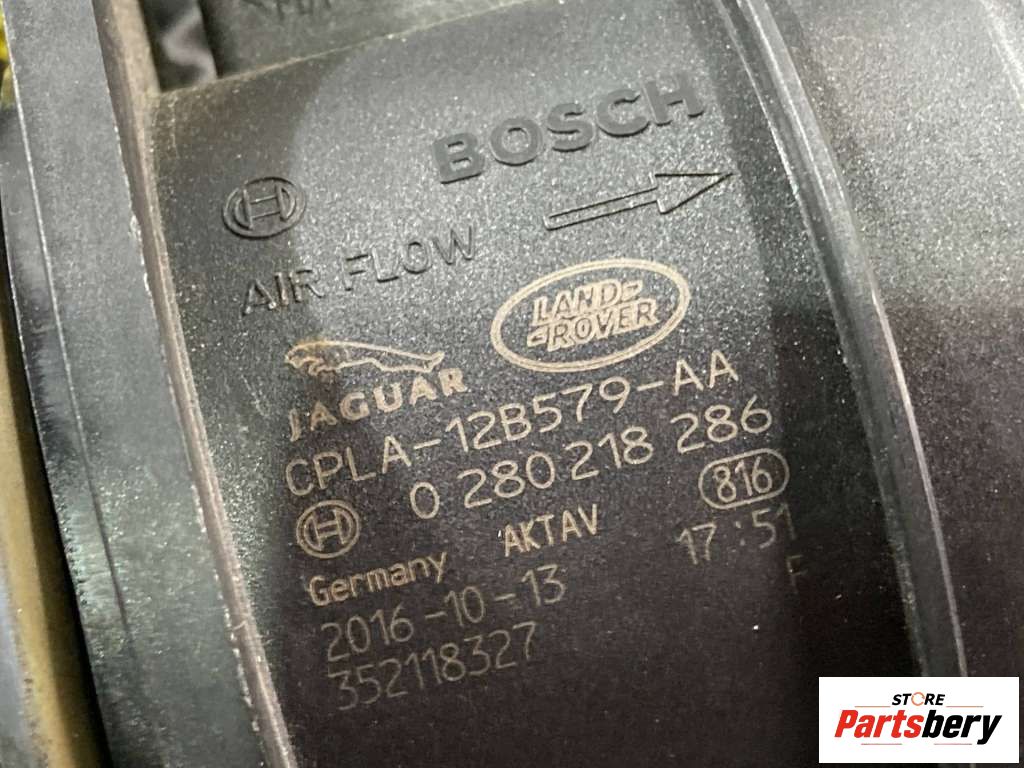 BOSCH
AIR FLOW
LAND-
-ROVER
JAGUAR
CPLA-12B579-AA
0 280 218 286
816
AKTAV
17:51
Germany
F
2016-10-13
352118327
STORE
Partsbery